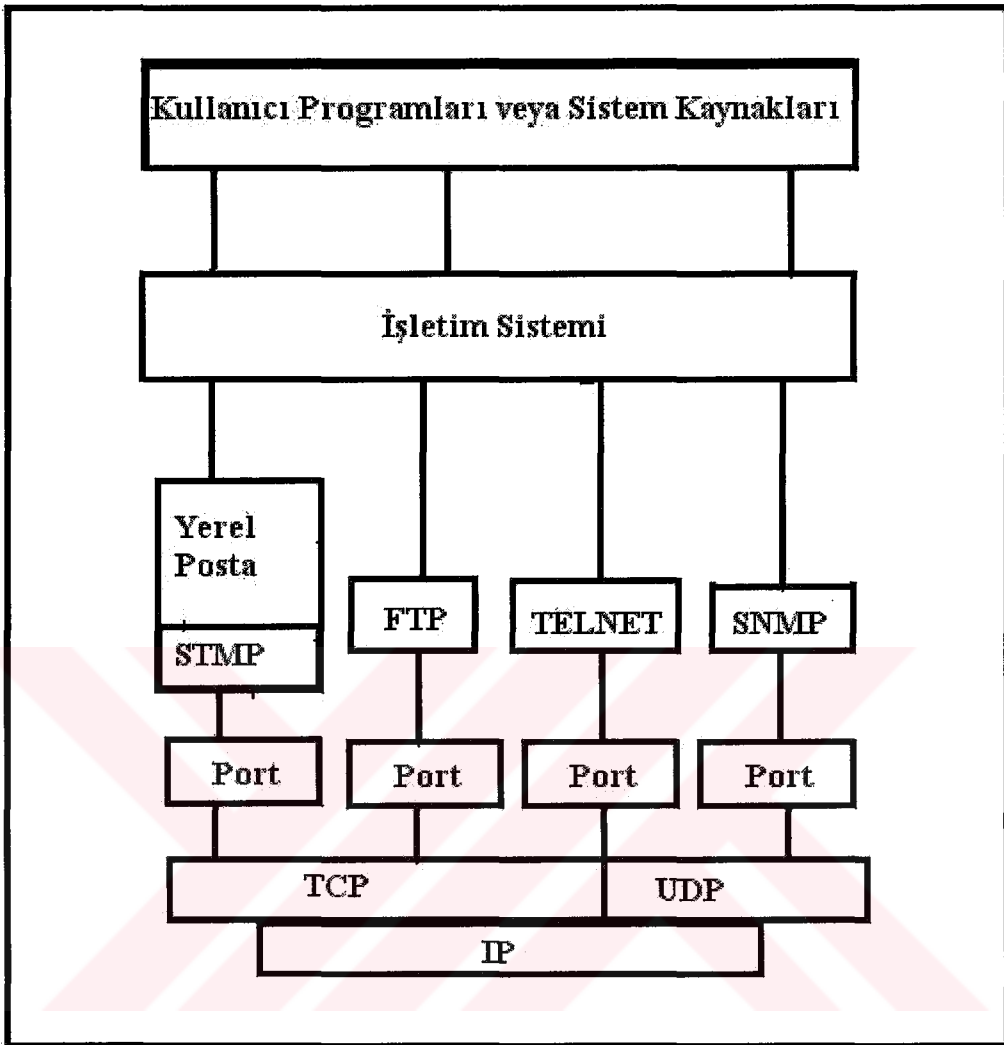 Kullanıcı Programları veya Sistem Kaynakları
İşletim Sistemi
Yerel
Posta
STMP
FTP
TELNET
SNMP
Port
Port
Port
Port
TCP
UDP
IP